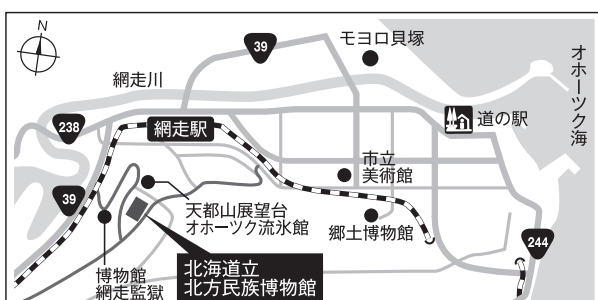 N
39
モヨロ貝塚
オホーツク海
網走川
238
網走駅
道の駅
市立
美術館
39
天都山展望台
オホーツク流氷館
郷土博物館
244
北海道立
北方民族博物館
博物館
網走監獄